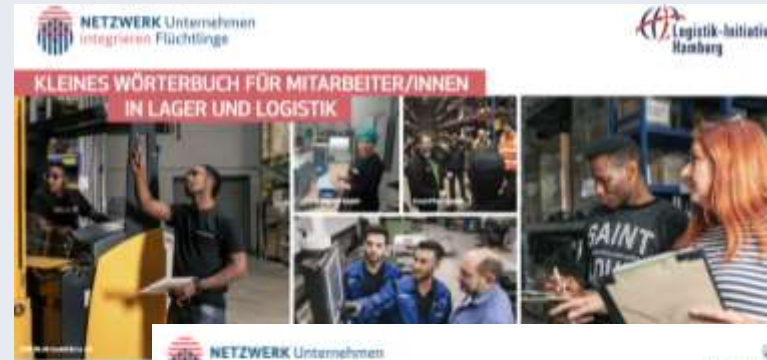 NETZWERK Unternehmen
integrieren Flüchtlinge
Logistik-Initiative
Hamburg
KLEINES WÖRTERBUCH FÜR MITARBEITER/INNEN
IN LAGER UND LOGISTIK
SAINT
NETZWERK Unternehmen